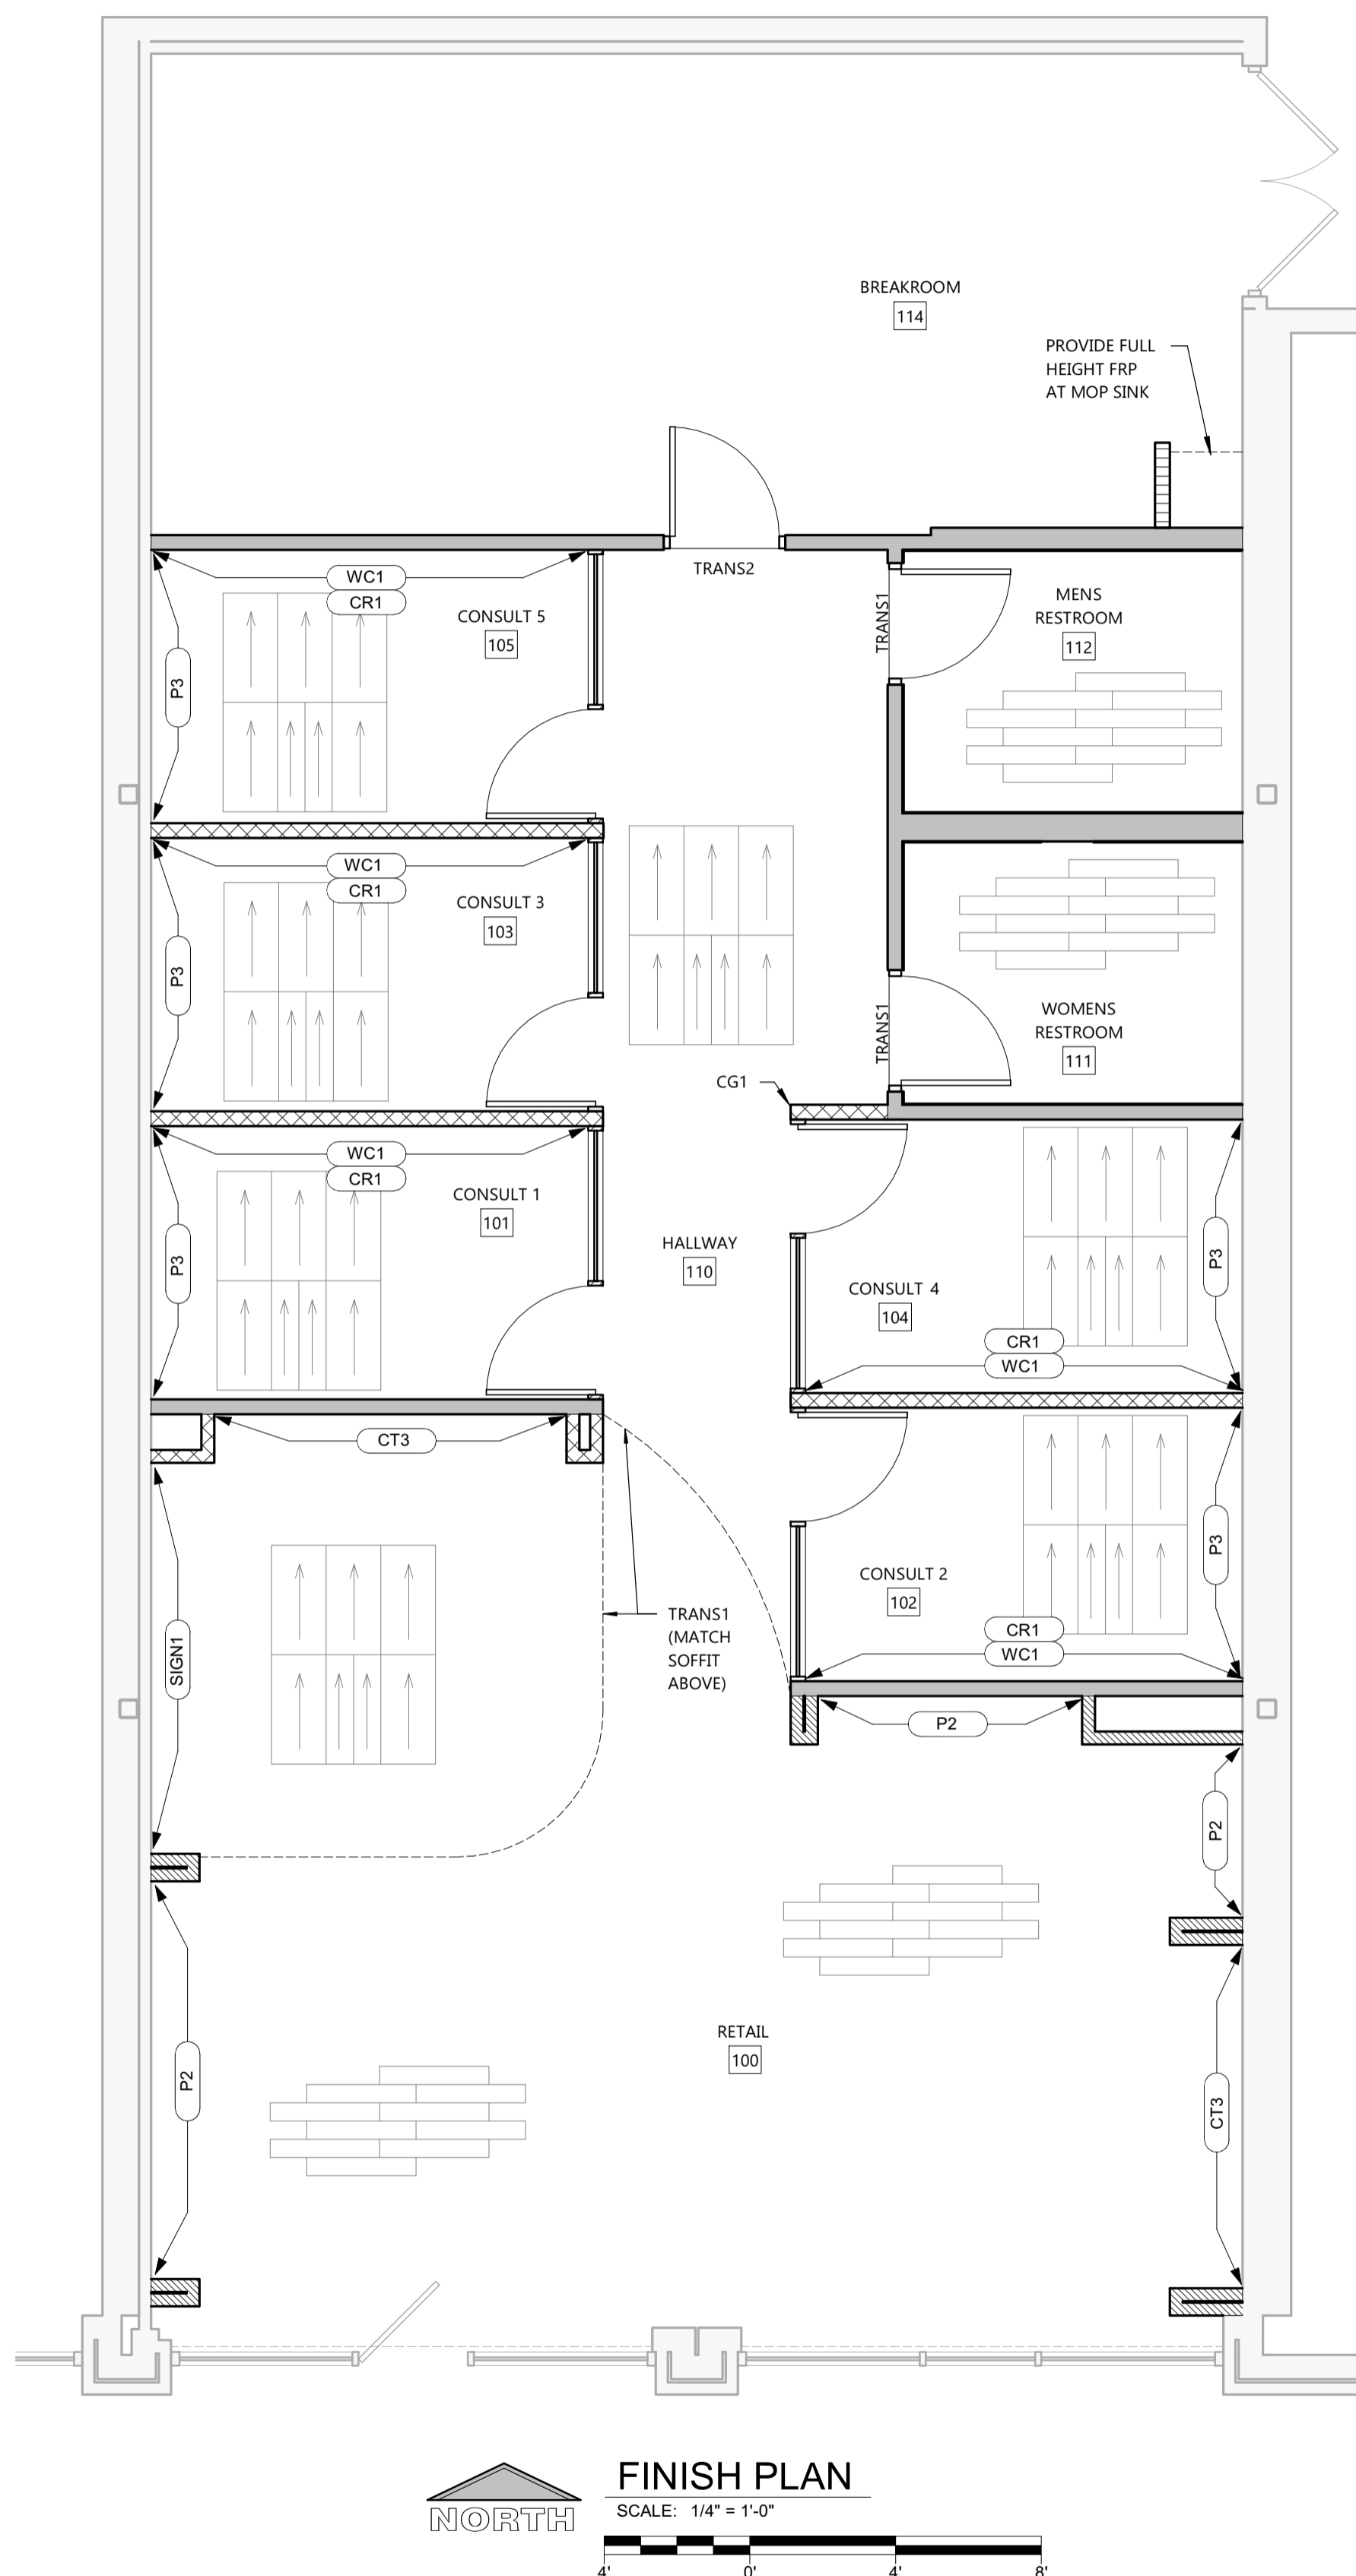 BREAKROOM
114
PROVIDE FULL
HEIGHT FRP
AT MOP SINK
TRANS2
WC1
CR1
CONSULT 5
105
P3
TRANS1
MENS
RESTROOM
112
WC1
CR1
CONSULT 3
103
P3
TRANS1
WOMENS
RESTROOM
111
CG1
WC1
CR1
CONSULT 1
101
P3
HALLWAY
110
CONSULT 4
104
P3
CR1
WC1
CT3
CONSULT 2
102
P3
CR1
WC1
SIGN1
TRANS1
(MATCH
SOFFIT
ABOVE)
P2
P2
RETAIL
100
P2
CT3
NORTH
FINISH PLAN
SCALE: 1/4" = 1'-0"
4' 0' 4' 8'